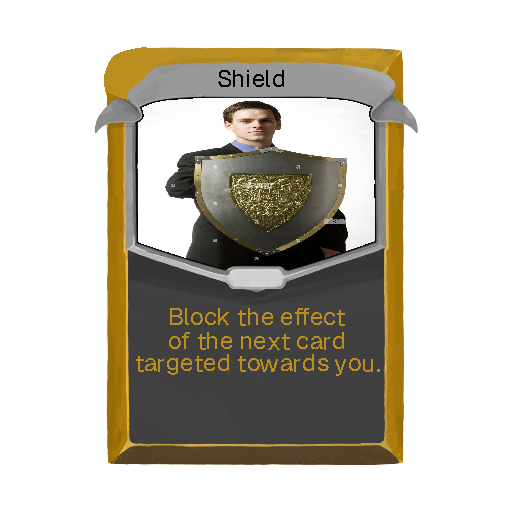 Shield
Block the effect
of the next card
targeted towards you.